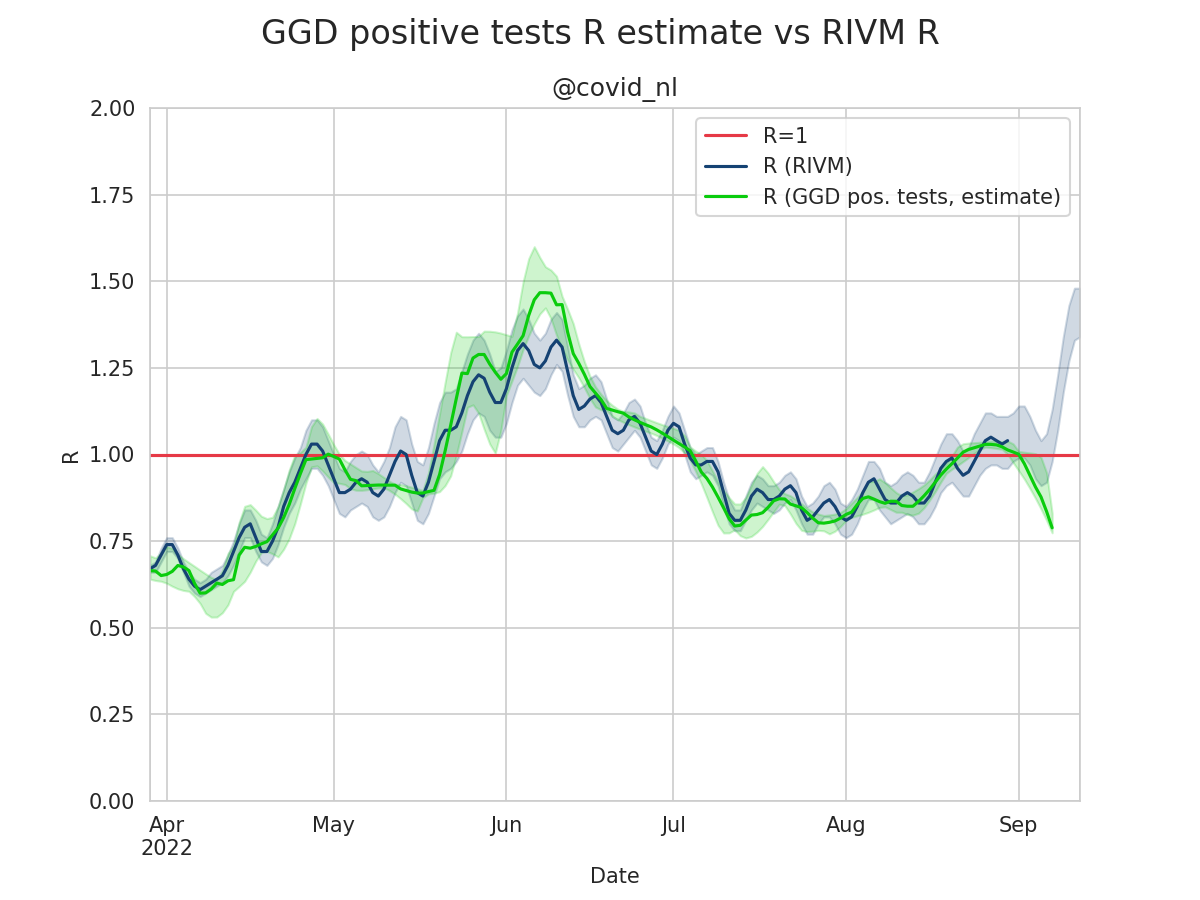 GGD positive tests R estimate vs RIVM R
@covid_nl
R=1
R (RIVM)
R (GGD pos. tests, estimate)
2.00
1.75
1.50
1.25
1.00
0.75
0.50
0.25
0.00
R
Apr May Jun Jul Aug Sep
2022
Date